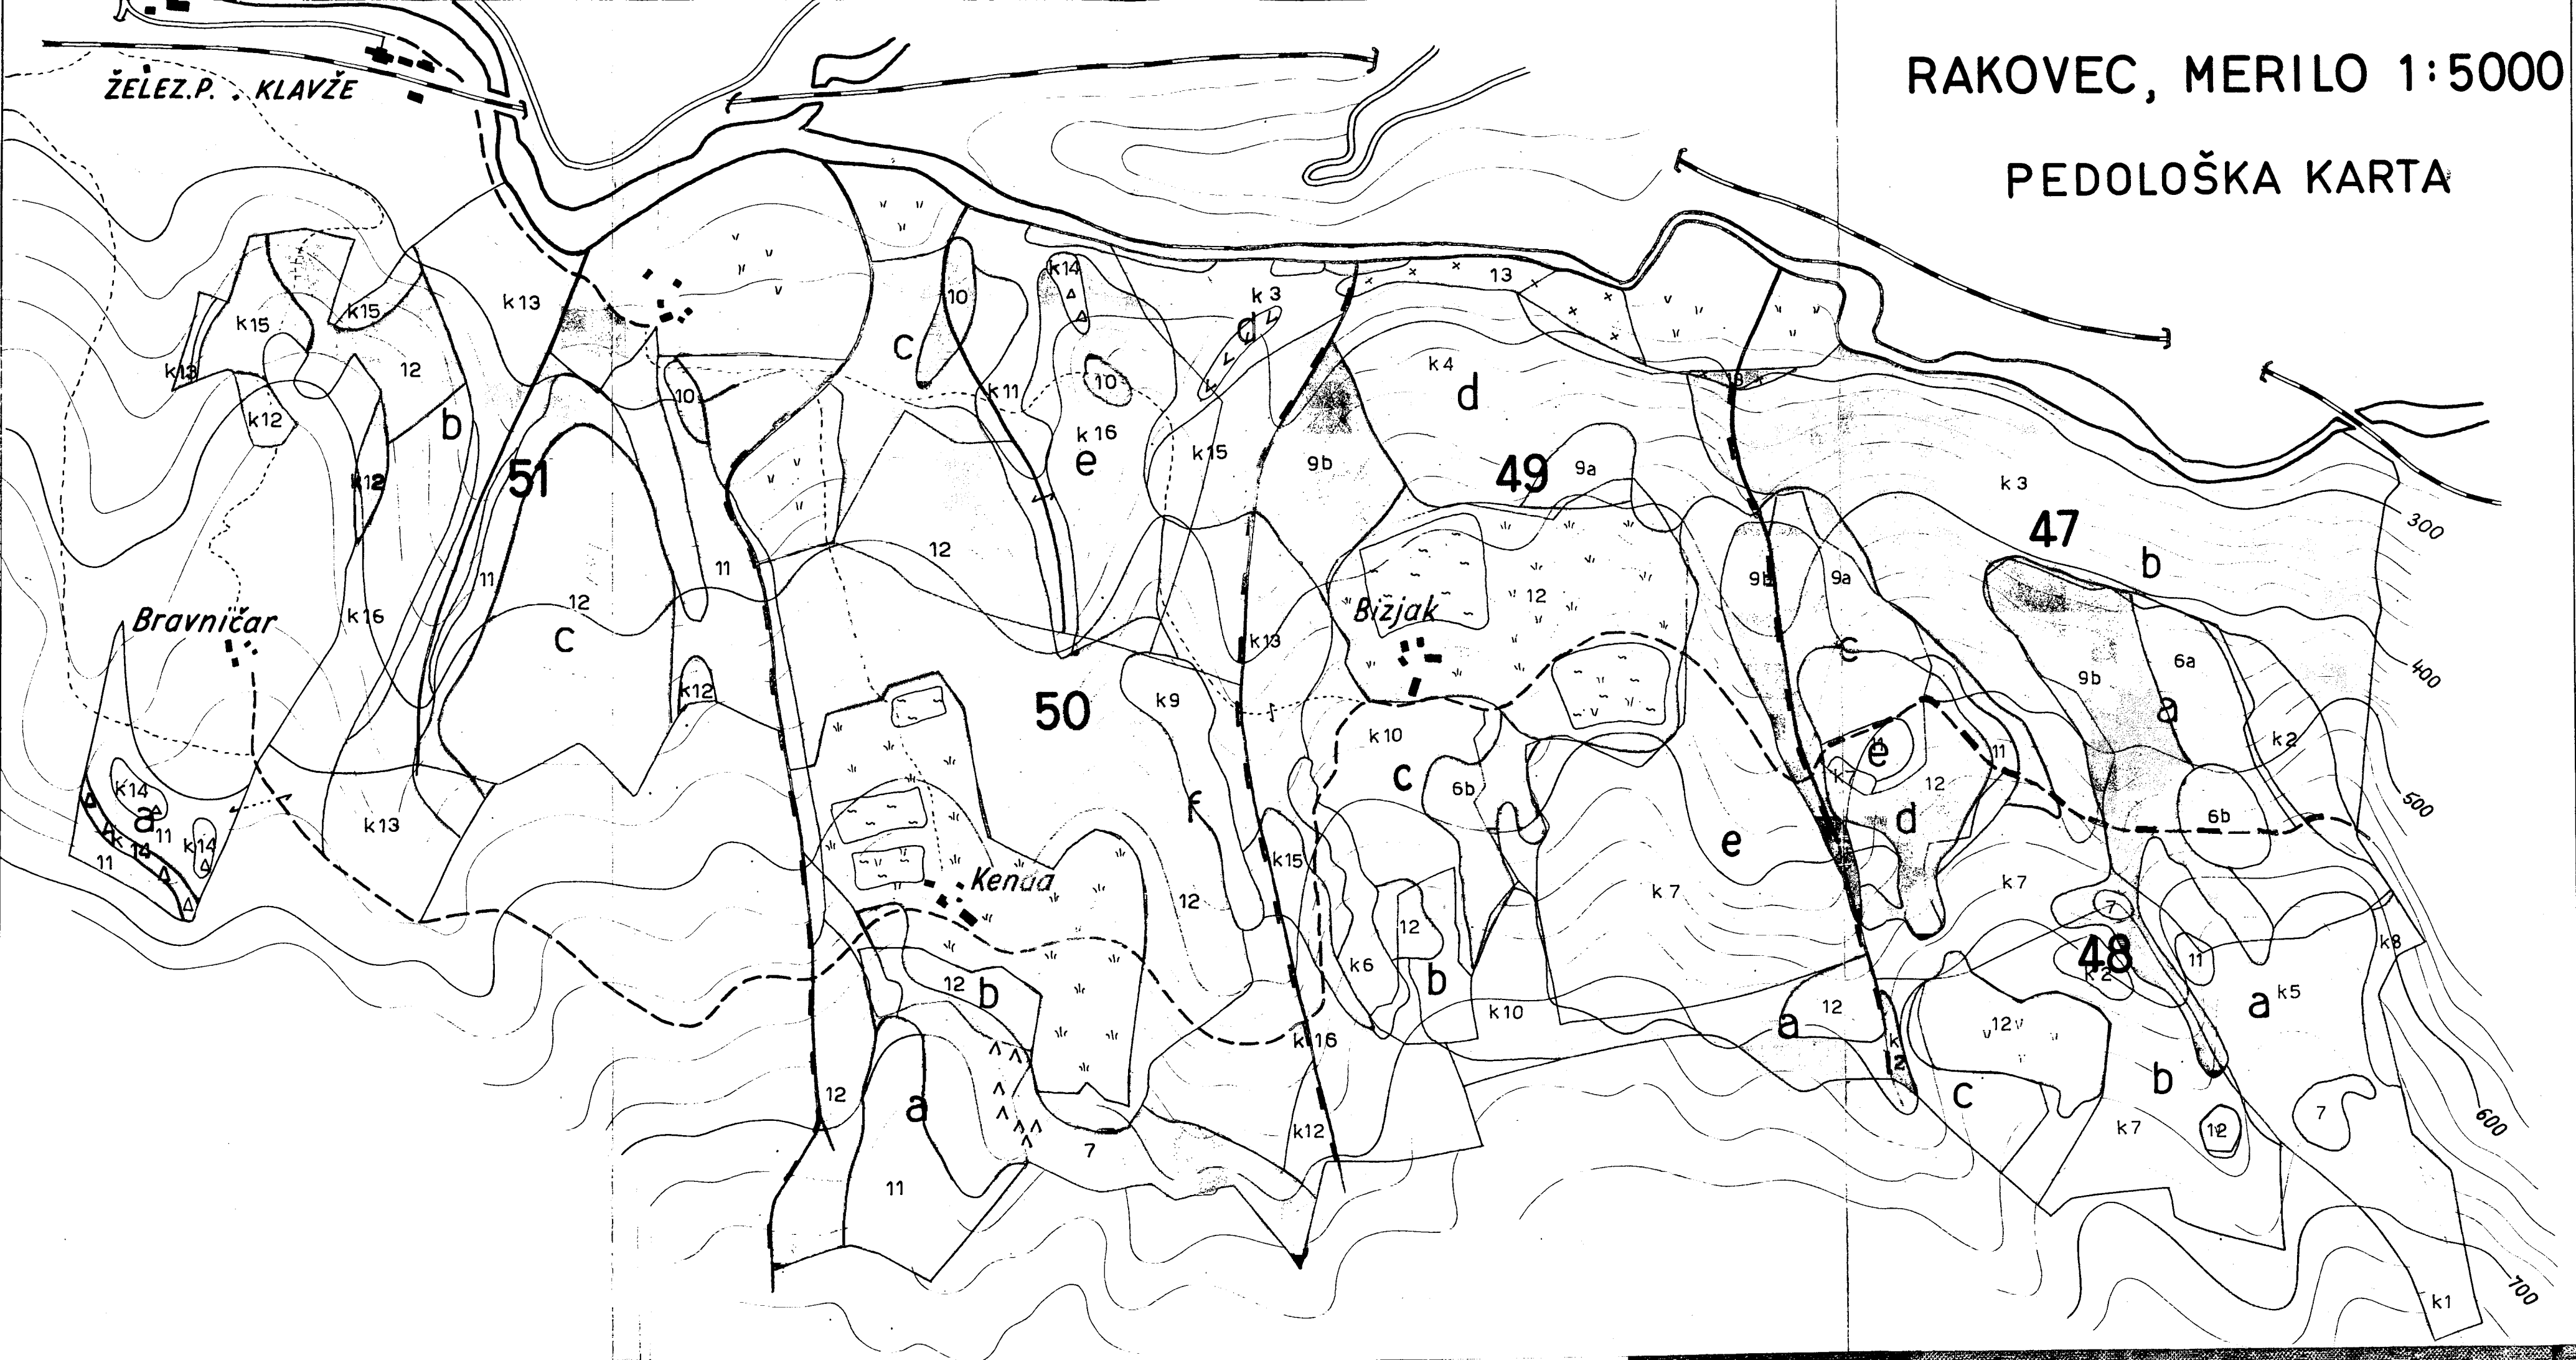 RAKOVEC, MERILO 1:5000
PEDOLOŠKA KARTA
ŽELEZ.P. KLAVŽE
k14
10
k3
13
k13
k15
k15
d
c
k13
12
k4
13
d
k11
10
10
k12
b
k16
e
k15
9b
49
9a
51
k12
k3
47
300
12
b
11
11
12
9b
9a
12
Bižjak
Bravničar
k16
c
k13
c
6a
400
9b
k12
k9
50
a
k10
k2
e
11
k7
c
12
6b
500
k14
a
11
k13
f
6b
d
k14
k14
11
k15
e
Kenda
k7
k7
12
12
7
k8
48
11
k6
k2
12
b
b
a
k5
k10
12
a
12
k16
k12
12
a
c
b
k12
k7
12
7
600
7
11
k1
700